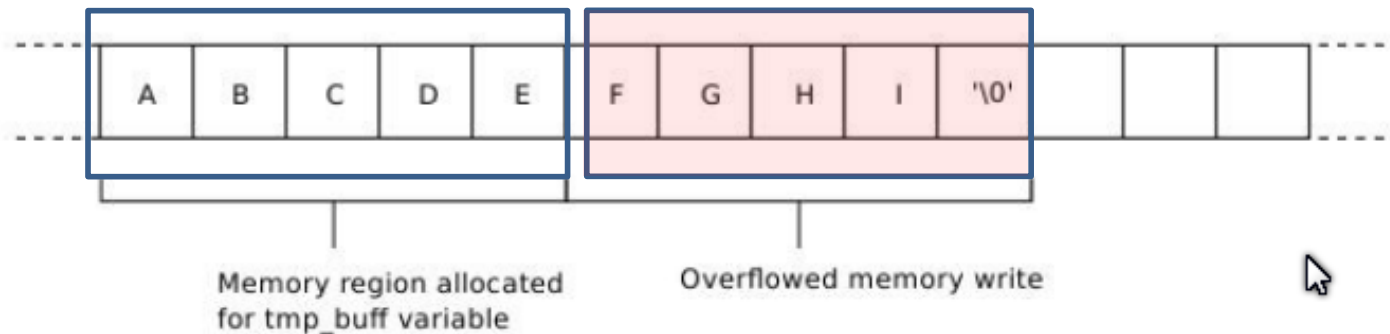 A B C D E F G H I '\0'
Memory region allocated
for tmp_buff variable
Overflowed memory write